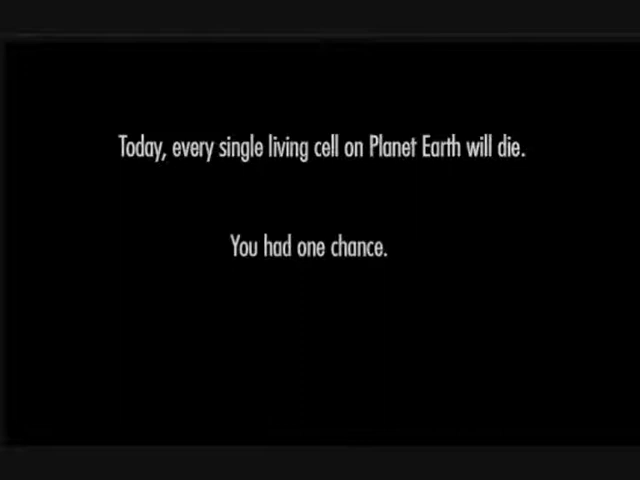 Today, every single living cell on Planet Earth will die.
You had one chance.